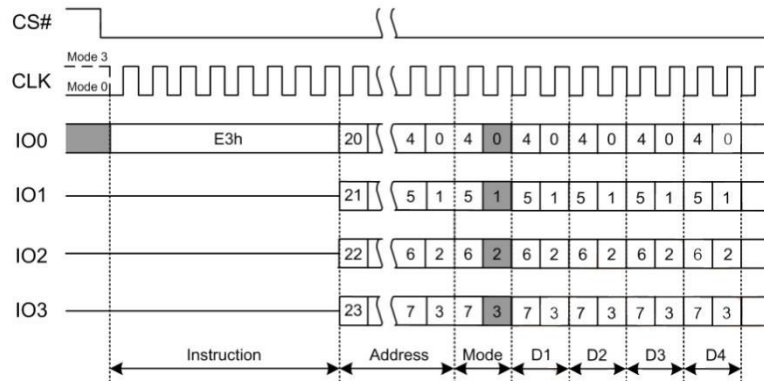 CS#
Mode 3
CLK
Mode 0
IO0 E3h 20 4 0 4 0 4 0 4 0 4 0 4 0
IO1 21 5 1 5 1 5 1 5 1 5 1 5 1
IO2 22 6 2 6 2 6 2 6 2 6 2 6 2
IO3 23 7 3 7 3 7 3 7 3 7 3 7 3
Instruction Address Mode D1 D2 D3 D4